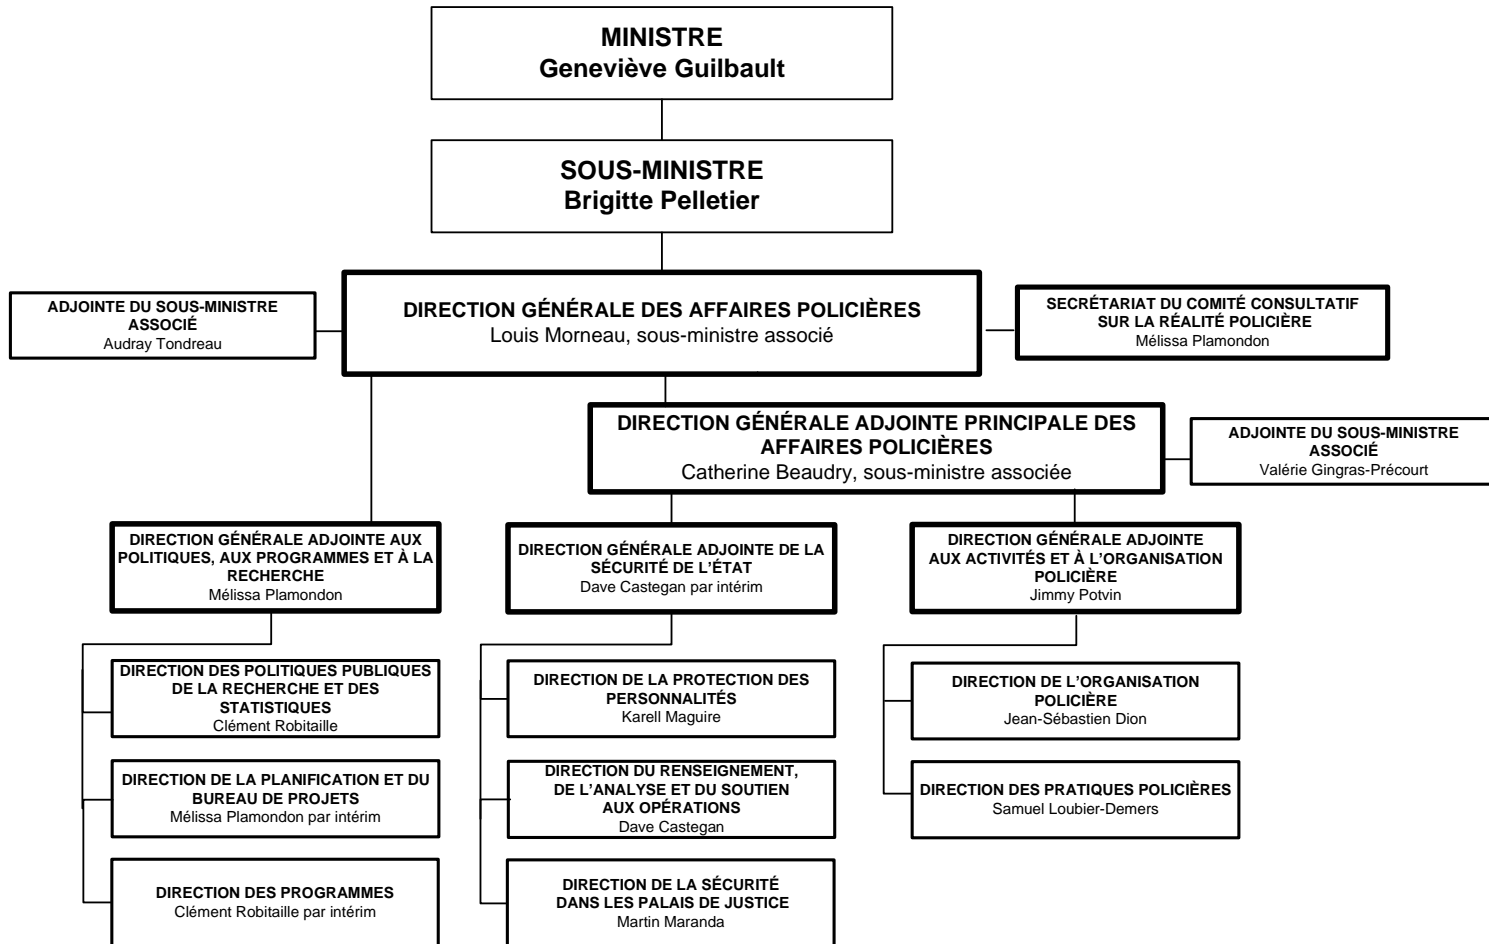 MINISTRE
Geneviève Guilbault
SOUS-MINISTRE
Brigitte Pelletier
ADJOINTE DU SOUS-MINISTRE
ASSOCIÉ
Audray Tondreau
DIRECTION GÉNÉRALE DES AFFAIRES POLICIÈRES
Louis Morneau, sous-ministre associé
SECRÉTARIAT DU COMITÉ CONSULTATIF
SUR LA RÉALITÉ POLICIÈRE
Mélissa Plamondon
DIRECTION GÉNÉRALE ADJOINTE PRINCIPALE DES
AFFAIRES POLICIÈRES
Catherine Beaudry, sous-ministre associée
ADJOINTE DU SOUS-MINISTRE
ASSOCIÉ
Valérie Gingras-Précourt
DIRECTION GÉNÉRALE ADJOINTE AUX
POLITIQUES, AUX PROGRAMMES ET À LA
RECHERCHE
Mélissa Plamondon
DIRECTION GÉNÉRALE ADJOINTE DE LA
SÉCURITÉ DE L'ÉTAT
Dave Castegan par intérim
DIRECTION GÉNÉRALE ADJOINTE
AUX ACTIVITÉS ET À L'ORGANISATION
POLICIÈRE
Jimmy Potvin
DIRECTION DES POLITIQUES PUBLIQUES
DE LA RECHERCHE ET DES
STATISTIQUES
Clément Robitaille
DIRECTION DE LA PROTECTION DES
PERSONNALITÉS
Karell Maguire
DIRECTION DE L'ORGANISATION
POLICIÈRE
Jean-Sébastien Dion
DIRECTION DE LA PLANIFICATION ET DU
BUREAU DE PROJETS
Mélissa Plamondon par intérim
DIRECTION DU RENSEIGNEMENT,
DE L'ANALYSE ET DU SOUTIEN
AUX OPÉRATIONS
Dave Castegan
DIRECTION DES PRATIQUES POLICIÈRES
Samuel Loubier-Demers
DIRECTION DES PROGRAMMES
Clément Robitaille par intérim
DIRECTION DE LA SÉCURITÉ
DANS LES PALAIS DE JUSTICE
Martin Maranda